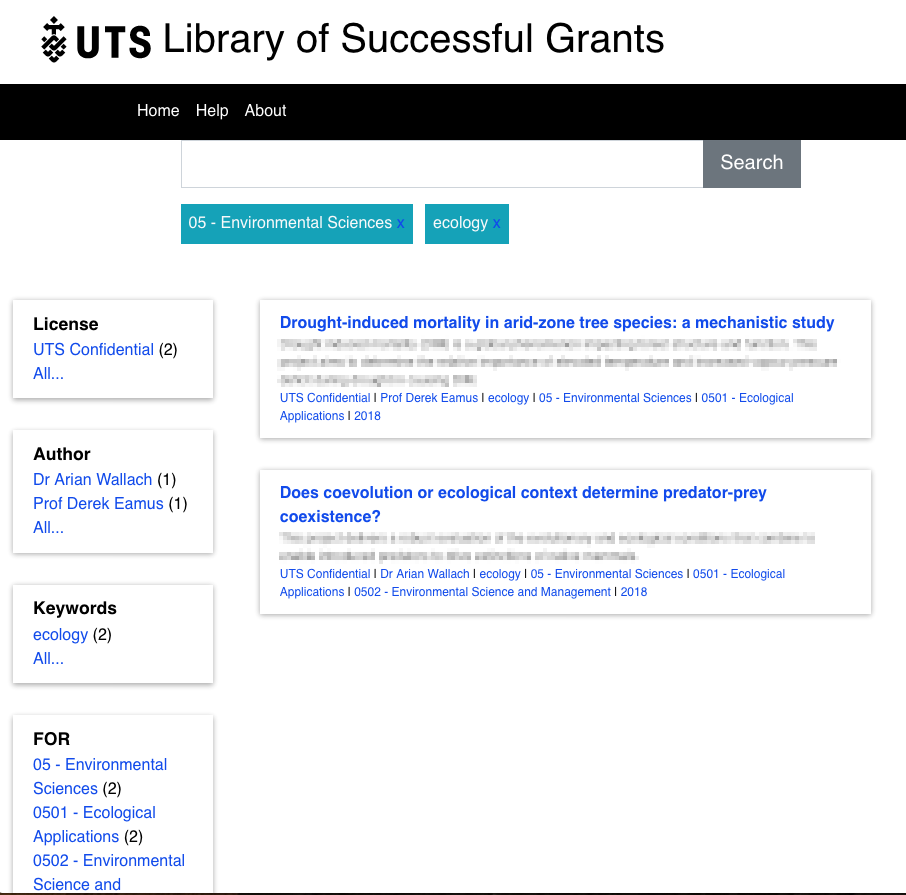 UTS Library of Successful Grants
Home Help About
Search
05 - Environmental Sciences x ecology x
License
UTS Confidential (2)
All...
Author
Dr Arian Wallach (1)
Prof Derek Eamus (1)
All...
Keywords
ecology (2)
All...
FOR
05 - Environmental
Sciences (2)
0501 - Ecological
Applications (2)
0502 - Environmental
Science and
Drought-induced mortality in arid-zone tree species: a mechanistic study
UTS Confidential | Prof Derek Eamus | ecology | 05 - Environmental Sciences | 0501 - Ecological
Applications | 2018
Does coevolution or ecological context determine predator-prey
coexistence?
UTS Confidential | Dr Arian Wallach | ecology | 05 - Environmental Sciences | 0501 - Ecological
Applications | 0502 - Environmental Science and Management | 2018